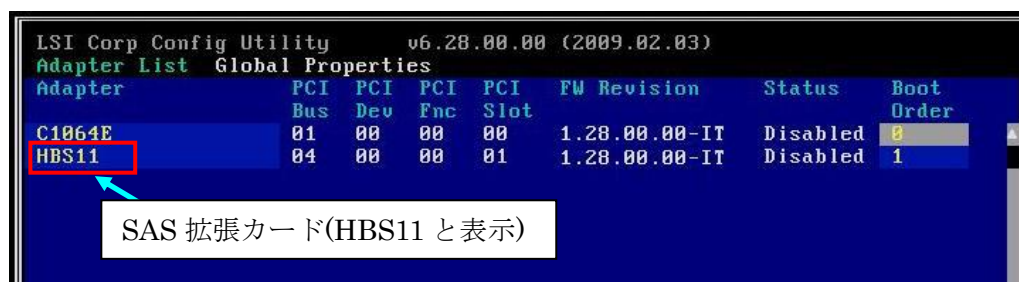 LSI Corp Config Utility v6.28.00.00 (2009.02.03)
Adapter List Global Properties
Adapter PCI PCI PCI PCI FW Revision Status Boot
Bus Dev Fnc Slot Order
C1064E 01 00 00 00 1.28.00.00-IT Disabled 0
HBS11 04 00 00 01 1.28.00.00-IT Disabled 1
SAS 拡張カード(HBS11 と表示)